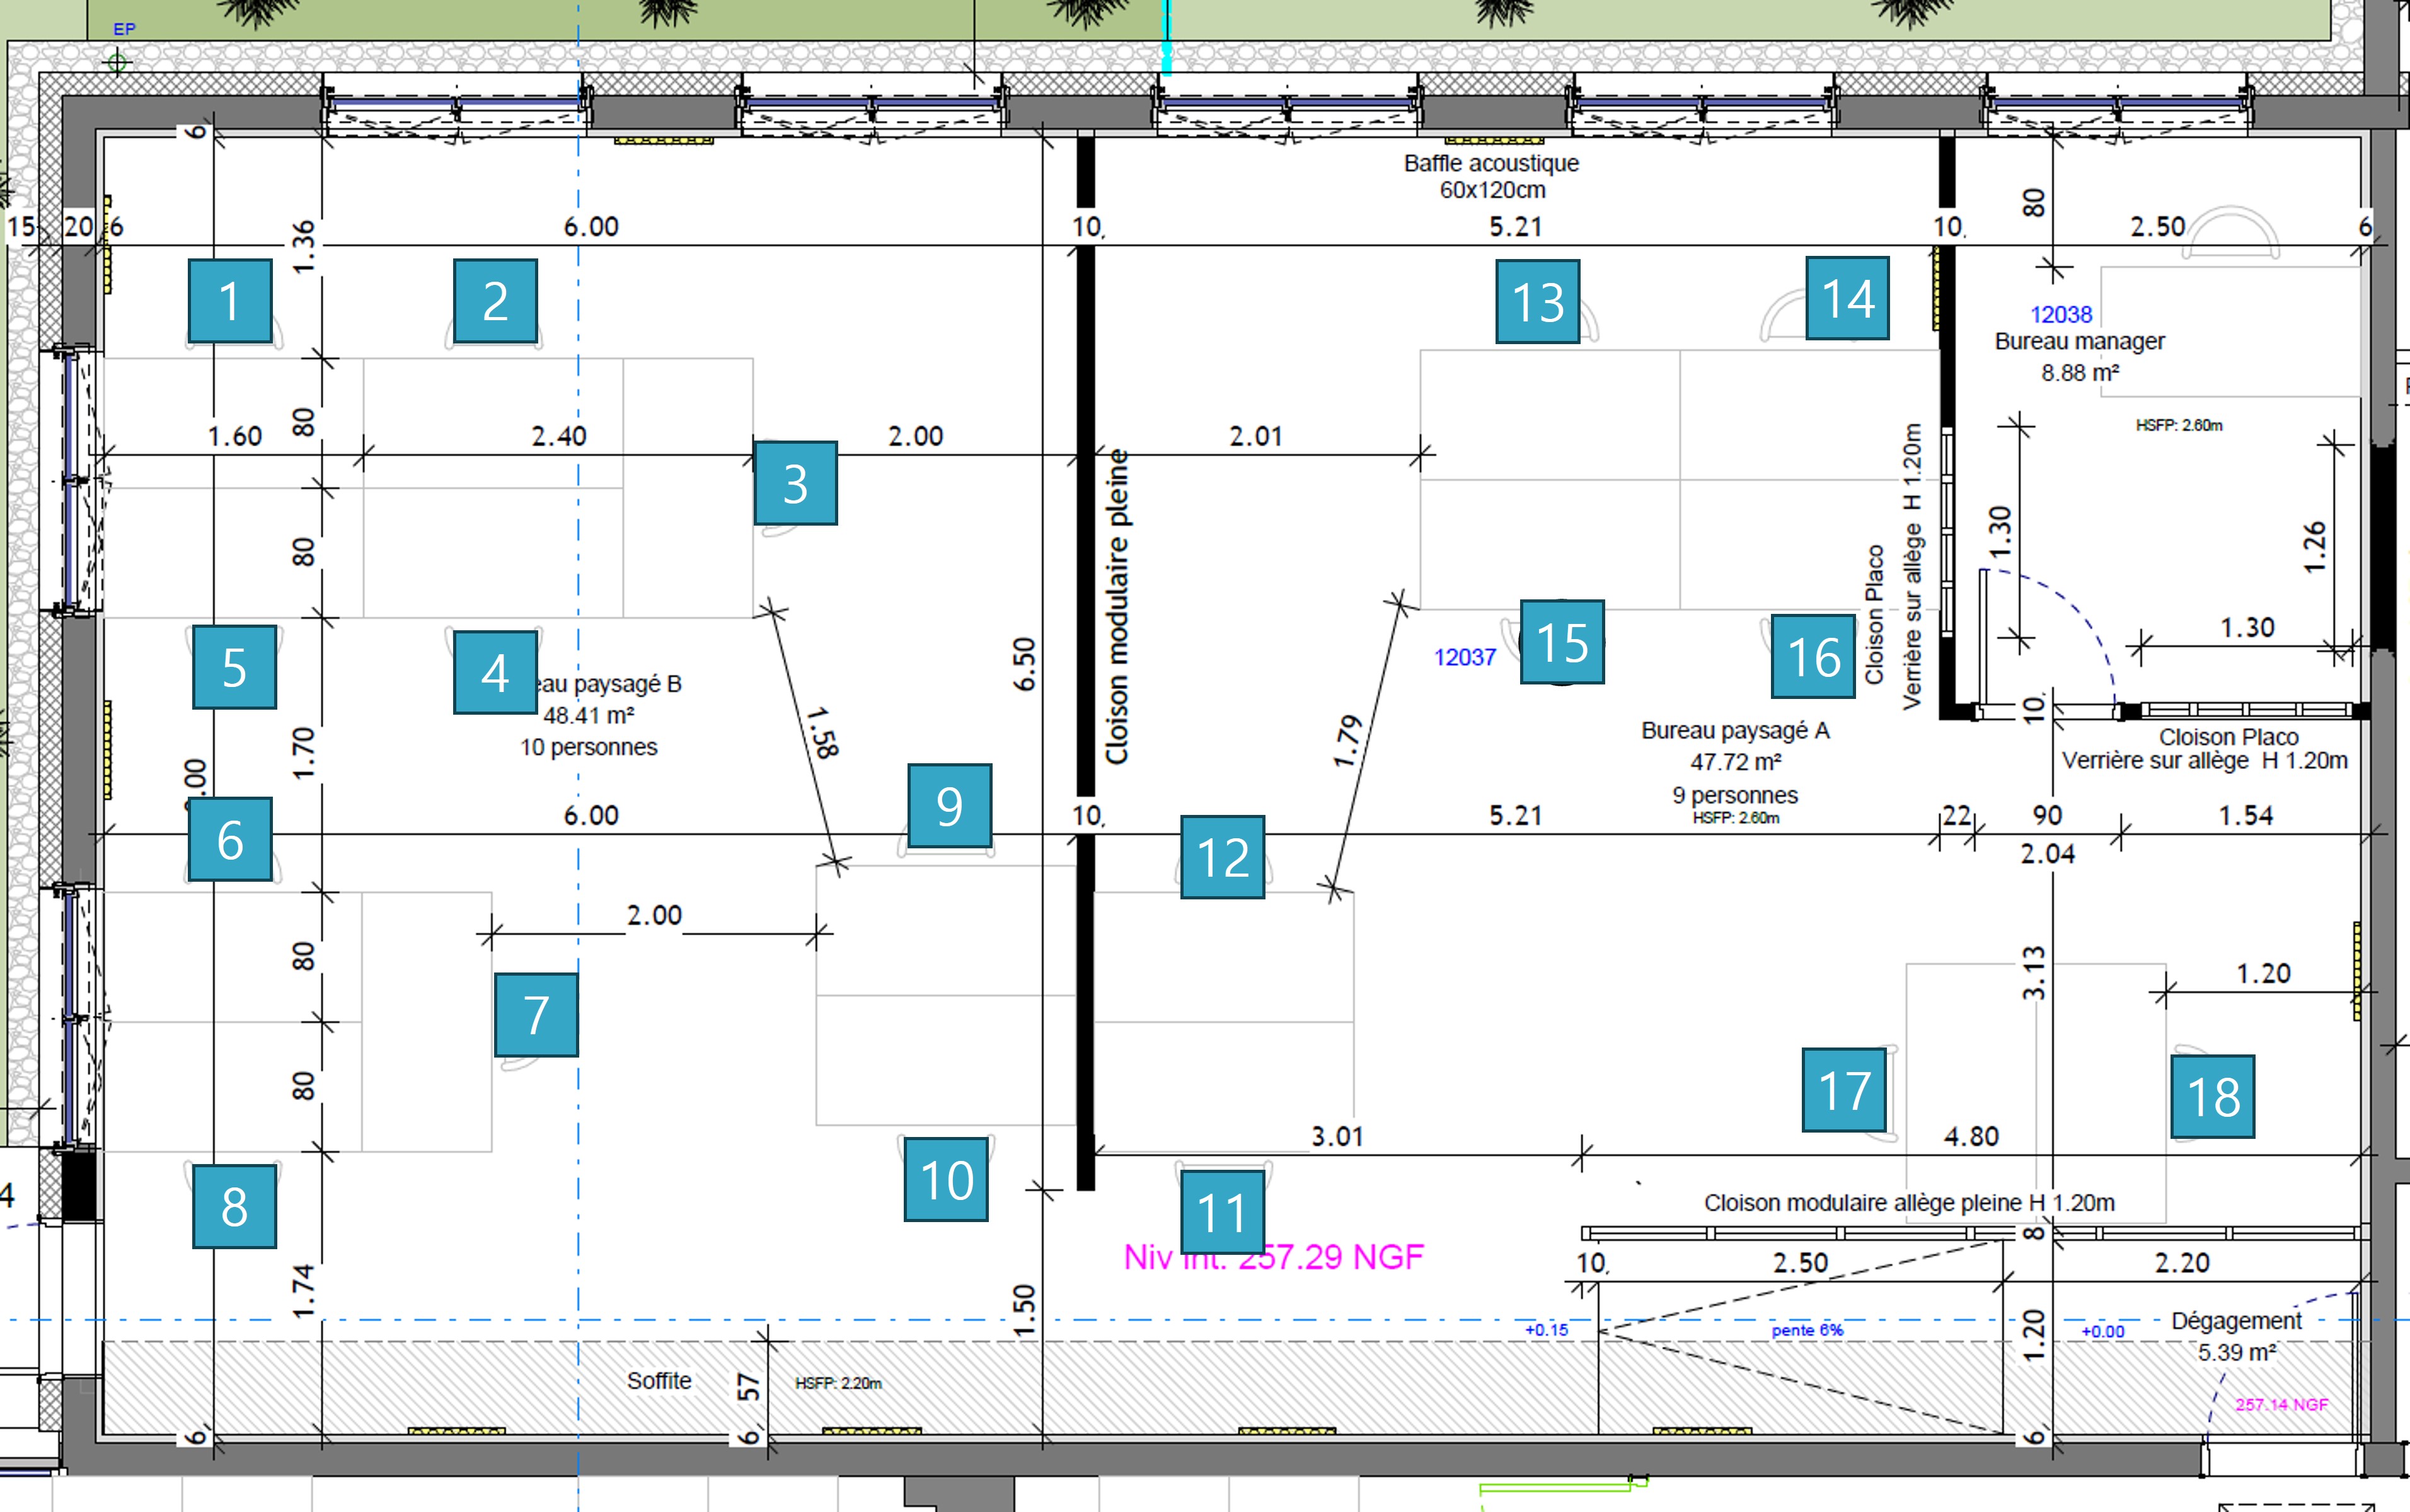 EP
6
Baffle acoustique
60x120cm
15
20
6
1.36
6.00
10,
5.21
10,
80
2.50
6
1
2
13
14
12038
Bureau manager
8.88 m²
HSFP: 2.60m
80
1.60
2.40
2.00
2.01
3
Cloison modulaire pleine
Cloison Placo
Verrière sur allège H 1.20m
1.30
1.26
80
1.30
5
4
eau paysagé B
48.41 m²
10 personnes
6.50
12037
15
16
10,
1.58
1.79
1.70
Bureau paysagé A
47.72 m²
9 personnes
HSFP: 2.60m
Cloison Placo
Verrière sur allège H 1.20m
.00
6
6.00
9
10,
12
5.21
22
90
1.54
2.04
80
2.00
3.13
1.20
7
80
17
18
3.01
4.80
4
8
10
11
Cloison modulaire allège pleine H 1.20m
Niv Int. 257.29 NGF
8
10,
2.50
2.20
1.74
1.50
+0.15
pente 6%
1.20
+0.00
Dégagement
5.39 m²
Soffite
57
HSFP: 2.20m
257.14 NGF
6,
6,
6